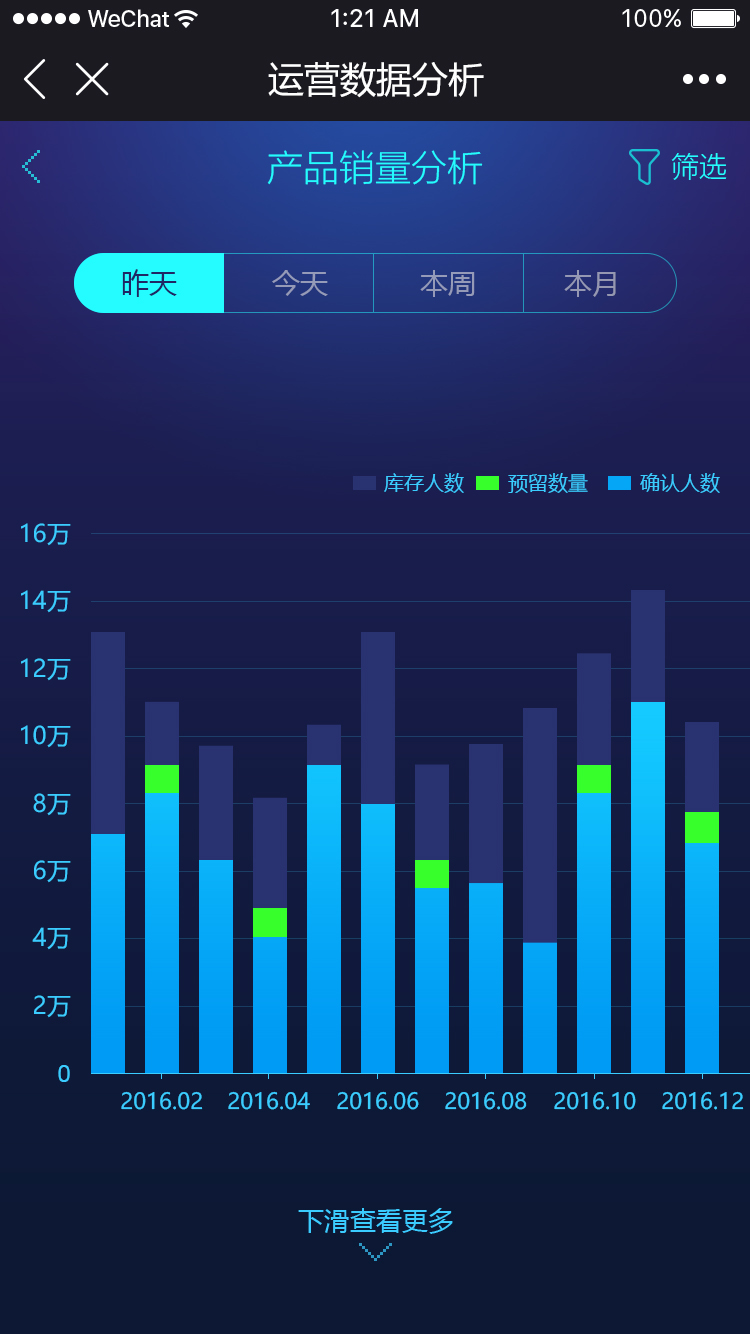 WeChat 1:21 AM 100%
运营数据分析
产品销量分析 筛选
昨天 今天 本周 本月
库存人数 预留数量 确认人数
16万
14万
12万
10万
8万
6万
4万
2万
0
2016.02 2016.04 2016.06 2016.08 2016.10 2016.12
下滑查看更多